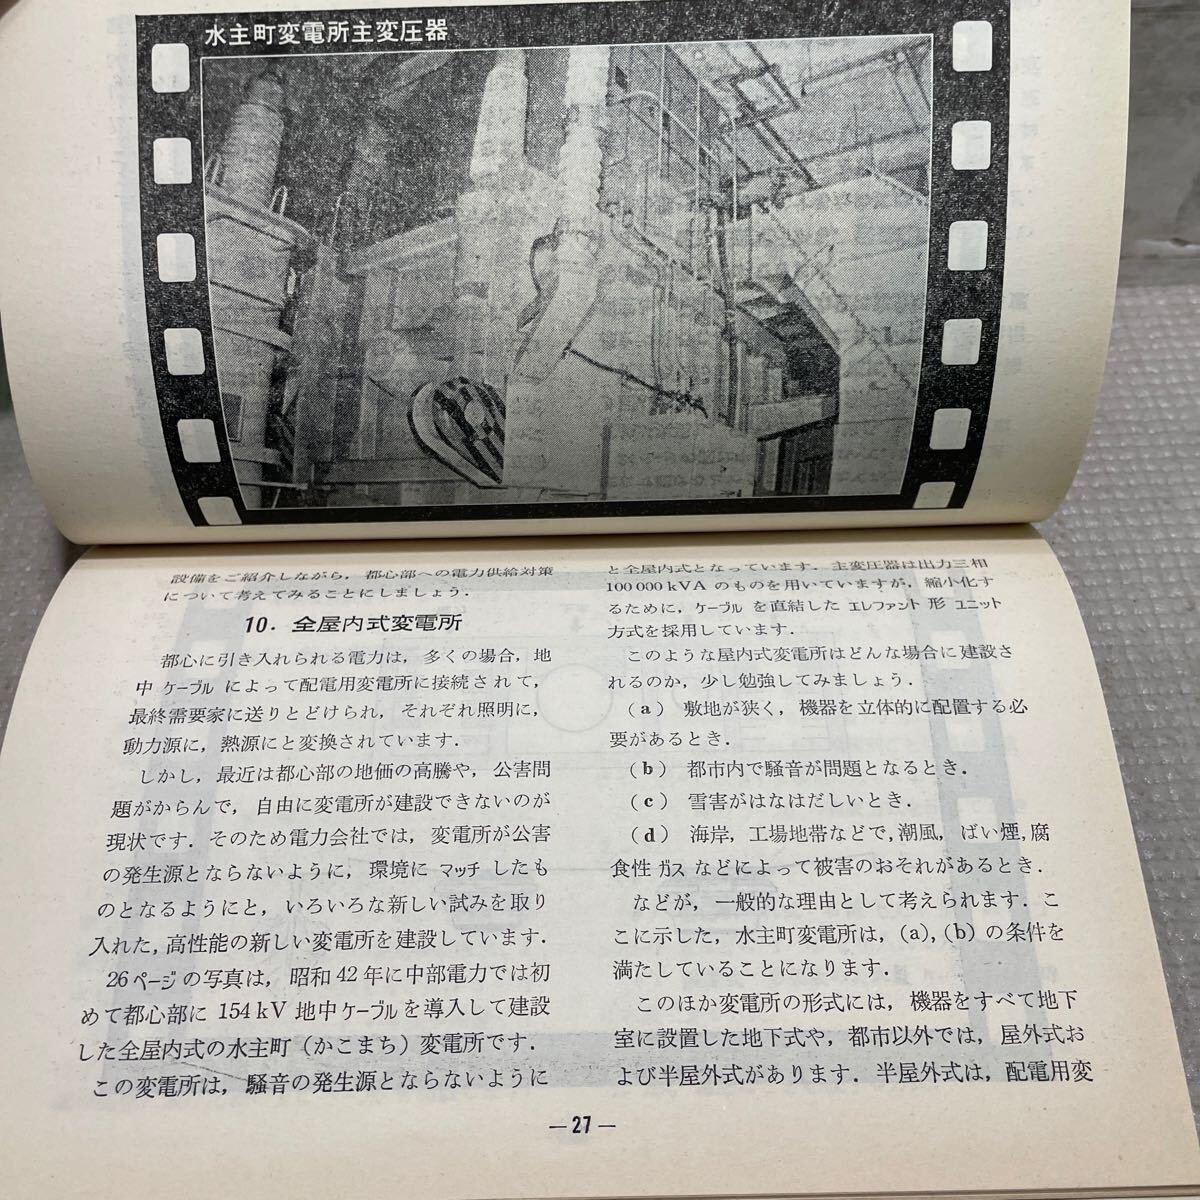 水主町変電所主変圧器
設備をご紹介しながら，都心部への電力供給対策
について考えてみることにしましょう．
10．全屋内式変電所
都心に引き入れられる電力は，多くの場合，地
中ケーブルによって配電用変電所に接続されて，
最終需要家に送りとどけられ，それぞれ照明に，
動力源に，熱源にと変換されています．
しかし，最近は都心部の地価の高騰や，公害問
題がからんで，自由に変電所が建設できないのが
現状です．そのため電力会社では，変電所が公害
の発生源とならないように，環境にマッチしたも
のとなるようにと，いろいろな新しい試みを取り
入れた，高性能の新しい変電所を建設しています．
26ページの写真は，昭和42年に中部電力では初
めて都心部に154kV地中ケーブルを導入して建設
した全屋内式の水主町（かこまち）変電所です．
この変電所は，騒音の発生源とならないように
と全屋内式となっています．主変圧器は出力三相
100 000 kVAのものを用いていますが，縮小化す
るために，ケーブルを直結したエレファント形ユニット
方式を採用しています．
このような屋内式変電所はどんな場合に建設さ
れるのか，少し勉強してみましょう．
（a）敷地が狭く，機器を立体的に配置する必
要があるとき．
（b）都市内で騒音が問題となるとき．
（c）雪害がはなはだしいとき．
（d）海岸，工場地帯などで，潮風，ばい煙，腐
食性ガスなどによって被害のおそれがあるとき．
などが，一般的な理由として考えられます．こ
こに示した，水主町変電所は，(a)，(b)の条件を
満たしていることになります．
このほか変電所の形式には，機器をすべて地下
室に設置した地下式や，都市以外では，屋外式お
よび半屋外式があります．半屋外式は，配電用変
—27—